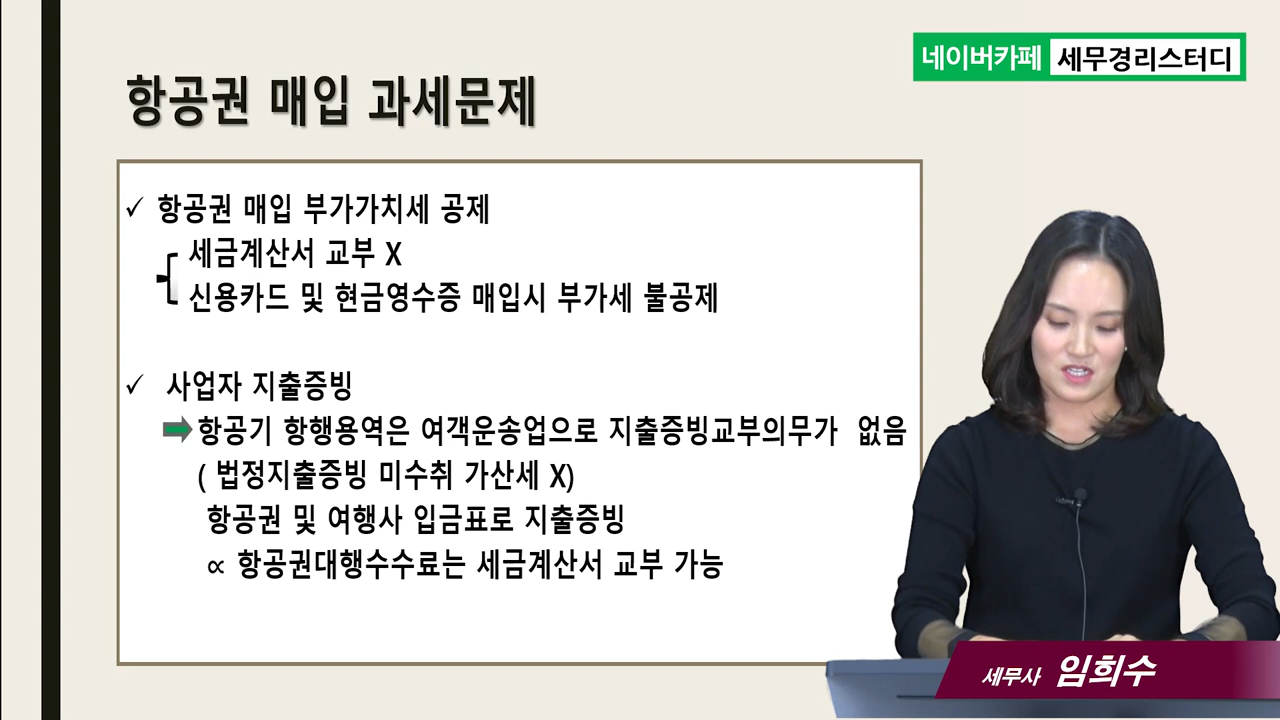 네이버카페 세무경리스터디
항공권 매입 과세문제
✓ 항공권 매입 부가가치세 공제
세금계산서 교부 X
신용카드 및 현금영수증 매입시 부가세 불공제
✓ 사업자 지출증빙
항공기 항행용역은 여객운송업으로 지출증빙교부의무가 없음
( 법정지출증빙 미수취 가산세 X)
항공권 및 여행사 입금표로 지출증빙
∝ 항공권대행수수료는 세금계산서 교부 가능
세무사 임희수